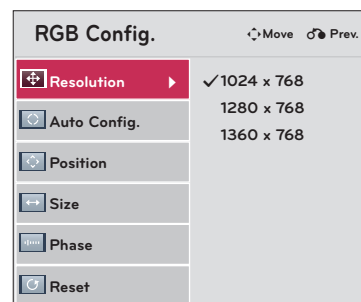 RGB Config.
Move Prev.
Resolution
Auto Config.
Position
Size
Phase
Reset
1024 x 768
1280 x 768
1360 x 768